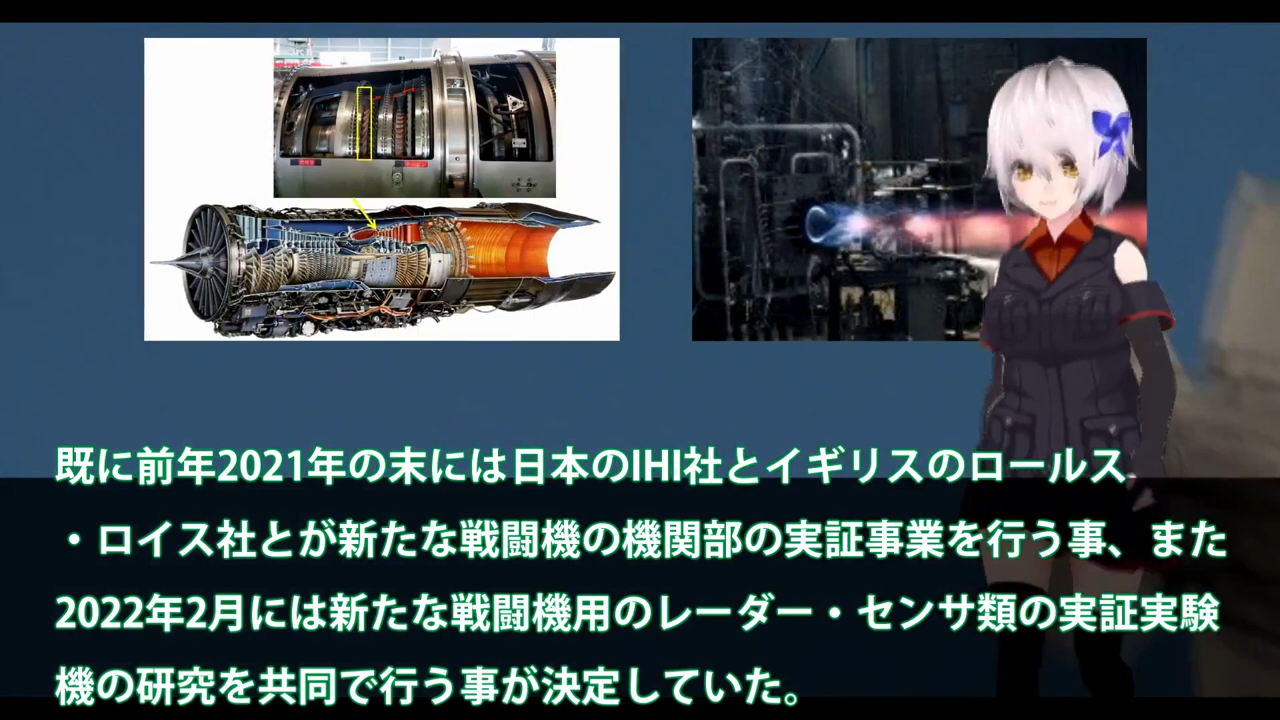 既に前年2021年の末には日本のIHI社とイギリスのロールス
・ロイス社とが新たな戦闘機の機関部の実証事業を行う事、また
2022年2月には新たな戦闘機用のレーダー・センサ類の実証実験
機の研究を共同で行う事が決定していた。